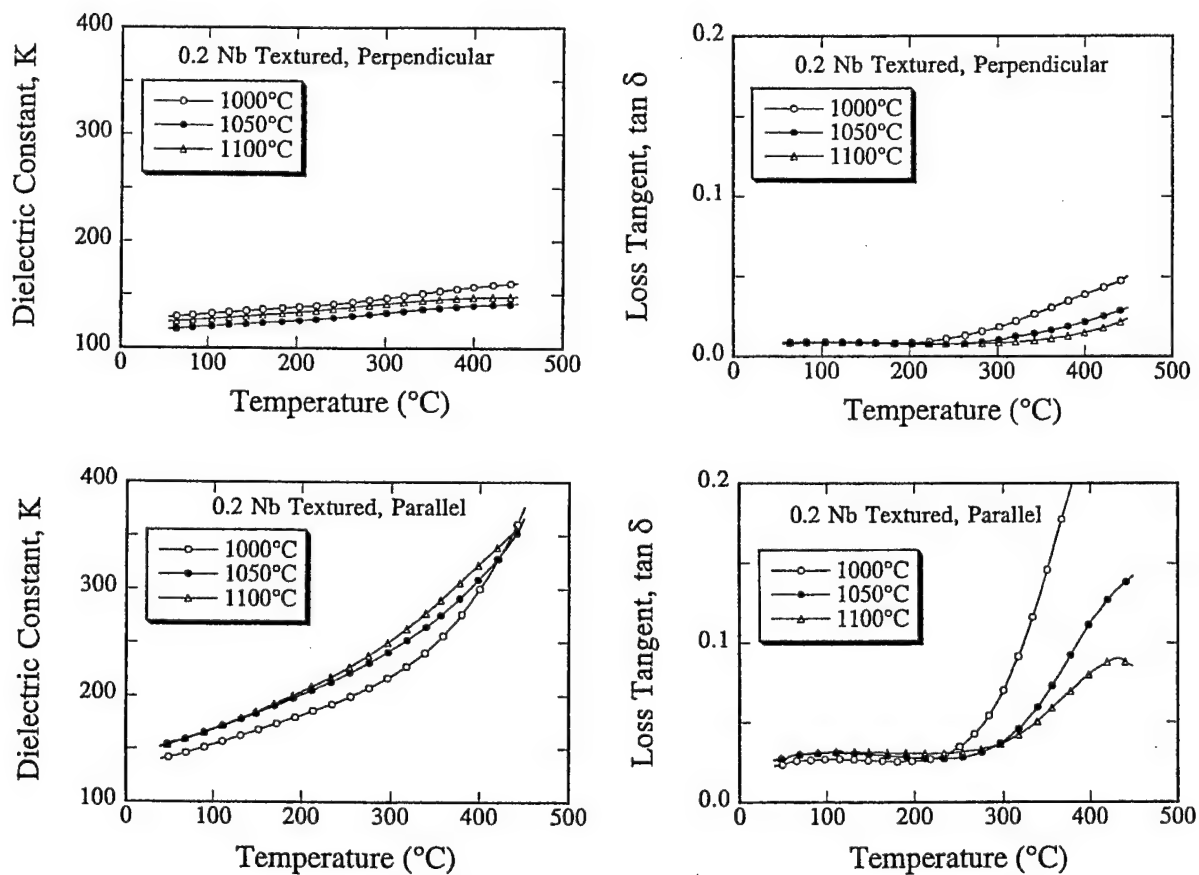 Dielectric Constant, K
400
300
200
100
0.2 Nb Textured, Perpendicular
1000°C
1050°C
1100°C
0 100 200 300 400 500
Temperature (°C)
Loss Tangent, tan δ
0.2
0.1
0.0
0.2 Nb Textured, Perpendicular
1000°C
1050°C
1100°C
0 100 200 300 400 500
Temperature (°C)
Dielectric Constant, K
400
300
200
100
0.2 Nb Textured, Parallel
1000°C
1050°C
1100°C
0 100 200 300 400 500
Temperature (°C)
Loss Tangent, tan δ
0.2
0.1
0.0
0.2 Nb Textured, Parallel
1000°C
1050°C
1100°C
0 100 200 300 400 500
Temperature (°C)